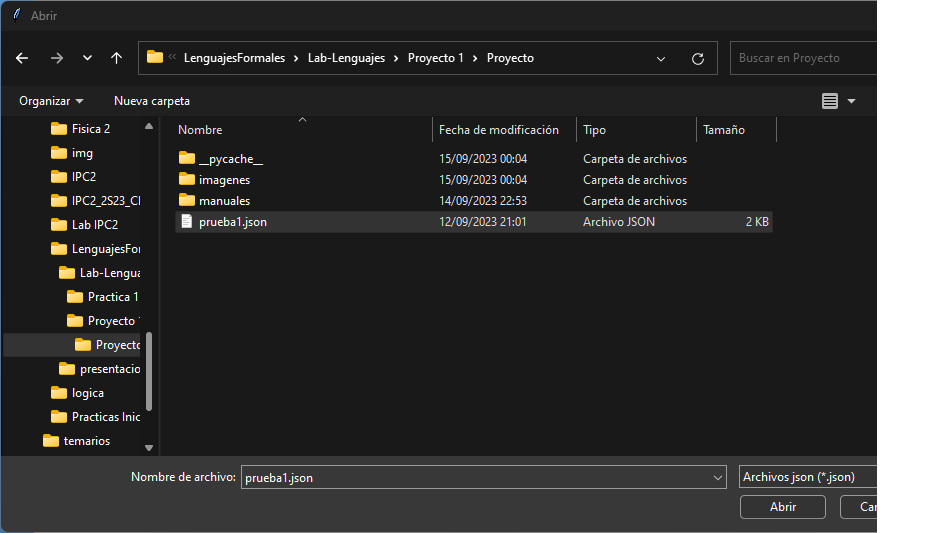 Abrir
« LenguajesFormales > Lab-Lenguajes > Proyecto 1 > Proyecto
Buscar en Proyecto
Organizar
Nueva carpeta
Fisica 2
img
IPC2
IPC2_2S23_Cl
Lab IPC2
LenguajesFor
Lab-Lengua
Practica 1
Proyecto
Proyecto
presentacio
logica
Practicas Inic
temarios
Nombre Fecha de modificación Tipo Tamaño
__pycache__ 15/09/2023 00:04 Carpeta de archivos
imagenes 15/09/2023 00:04 Carpeta de archivos
manuales 14/09/2023 22:53 Carpeta de archivos
prueba1.json 12/09/2023 21:01 Archivo JSON 2 KB
Nombre de archivo: prueba1.json
Archivos json (*.json)
Abrir
Car